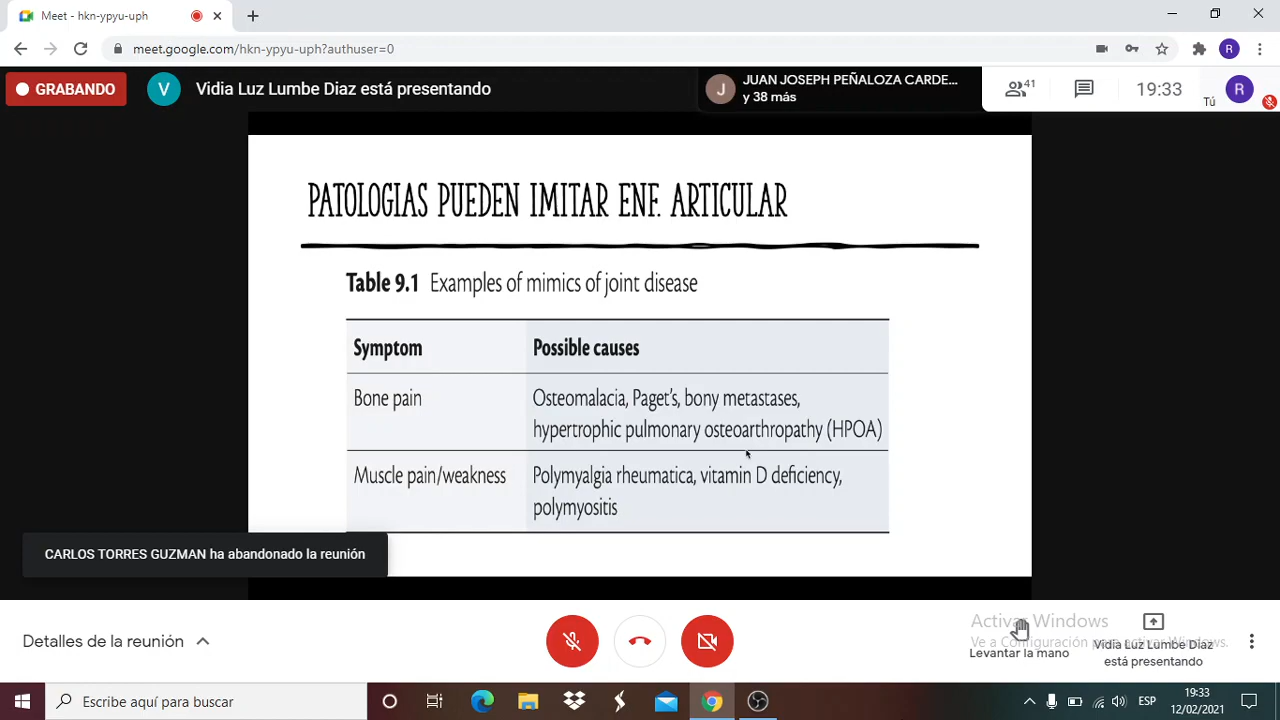 Meet - hkn-ypyu-uph
meet.google.com/hkn-ypyu-uph?authuser=0
R
GRABANDO
V
Vidia Luz Lumbe Diaz está presentando
J
JUAN JOSEPH PEÑALOZA CARDE...
y 38 más
41
19:33
Tú
R
PATOLOGIAS PUEDEN IMITAR ENF. ARTICULAR
Table 9.1 Examples of mimics of joint disease
Symptom Possible causes
Bone pain Osteomalacia, Paget's, bony metastases,
hypertrophic pulmonary osteoarthropathy (HPOA)
Muscle pain/weakness Polymyalgia rheumatica, vitamin D deficiency,
polymyositis
CARLOS TORRES GUZMAN ha abandonado la reunión
Detalles de la reunión
Activar Windows
Ve a Configuración para activar Windows.
Levantar la mano
Vidia Luz Lumbe Diaz
está presentando
Escribe aquí para buscar
ESP
19:33
12/02/2021